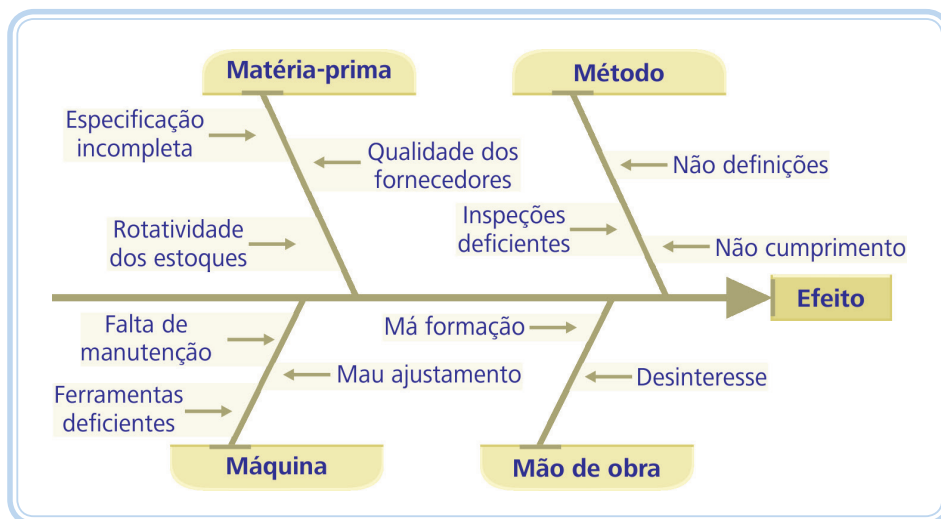 Matéria-prima
Método
Especificação
incompleta
Qualidade dos
fornecedores
Não definições
Rotatividade
dos estoques
Inspeções
deficientes
Não cumprimento
Efeito
Falta de
manutenção
Má formação
Mau ajustamento
Desinteresse
Ferramentas
deficientes
Máquina
Mão de obra